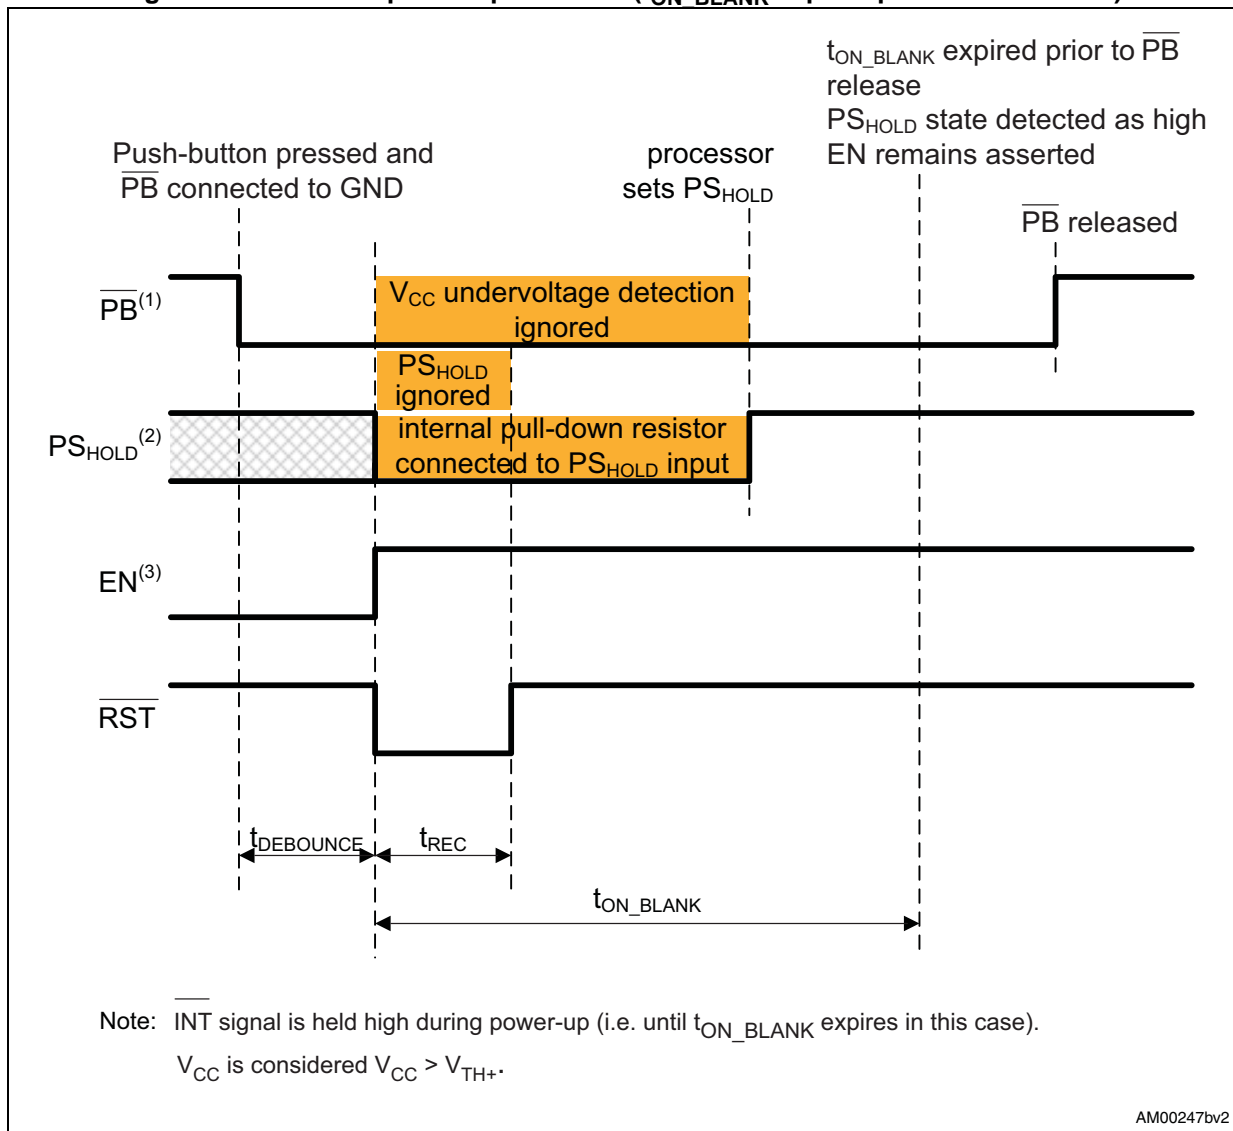 (tON_BLANK
tON_BLANK expired prior to PB
release
PSHOLD state detected as high
EN remains asserted
Push-button pressed and
PB connected to GND
processor
sets PSHOLD
PB released
PB(1)
VCC undervoltage detection
ignored
PSHOLD
ignored
PSHOLD(2)
internal pull-down resistor
connected to PSHOLD input
EN(3)
RST
tDEBOUNCE
tREC
tON_BLANK
Note: INT signal is held high during power-up (i.e. until tON_BLANK expires in this case).
VCC is considered VCC > VTH+.
AM00247bv2